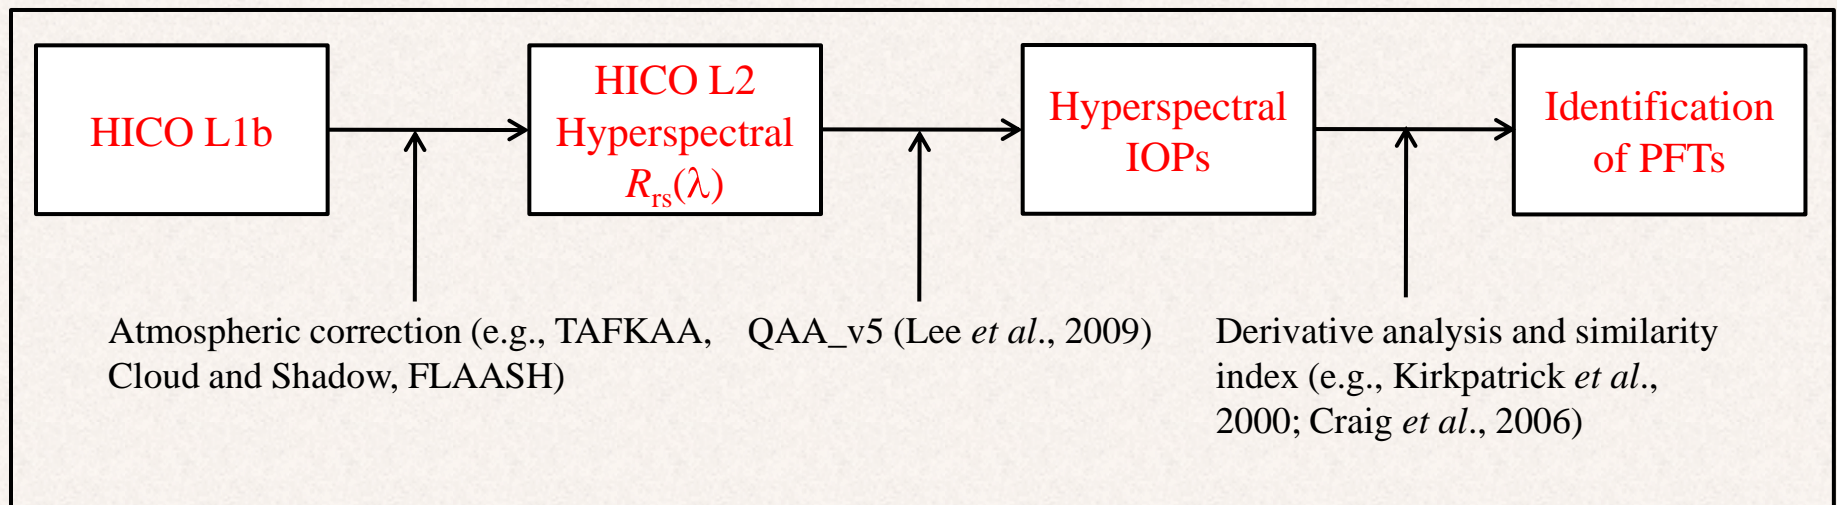 HICO L1b
HICO L2
Hyperspectral
Rrs(λ)
Hyperspectral
IOPs
Identification
of PFTs
Atmospheric correction (e.g., TAFKAA,
Cloud and Shadow, FLAASH)
QAA_v5 (Lee et al., 2009)
Derivative analysis and similarity
index (e.g., Kirkpatrick et al.,
2000; Craig et al., 2006)